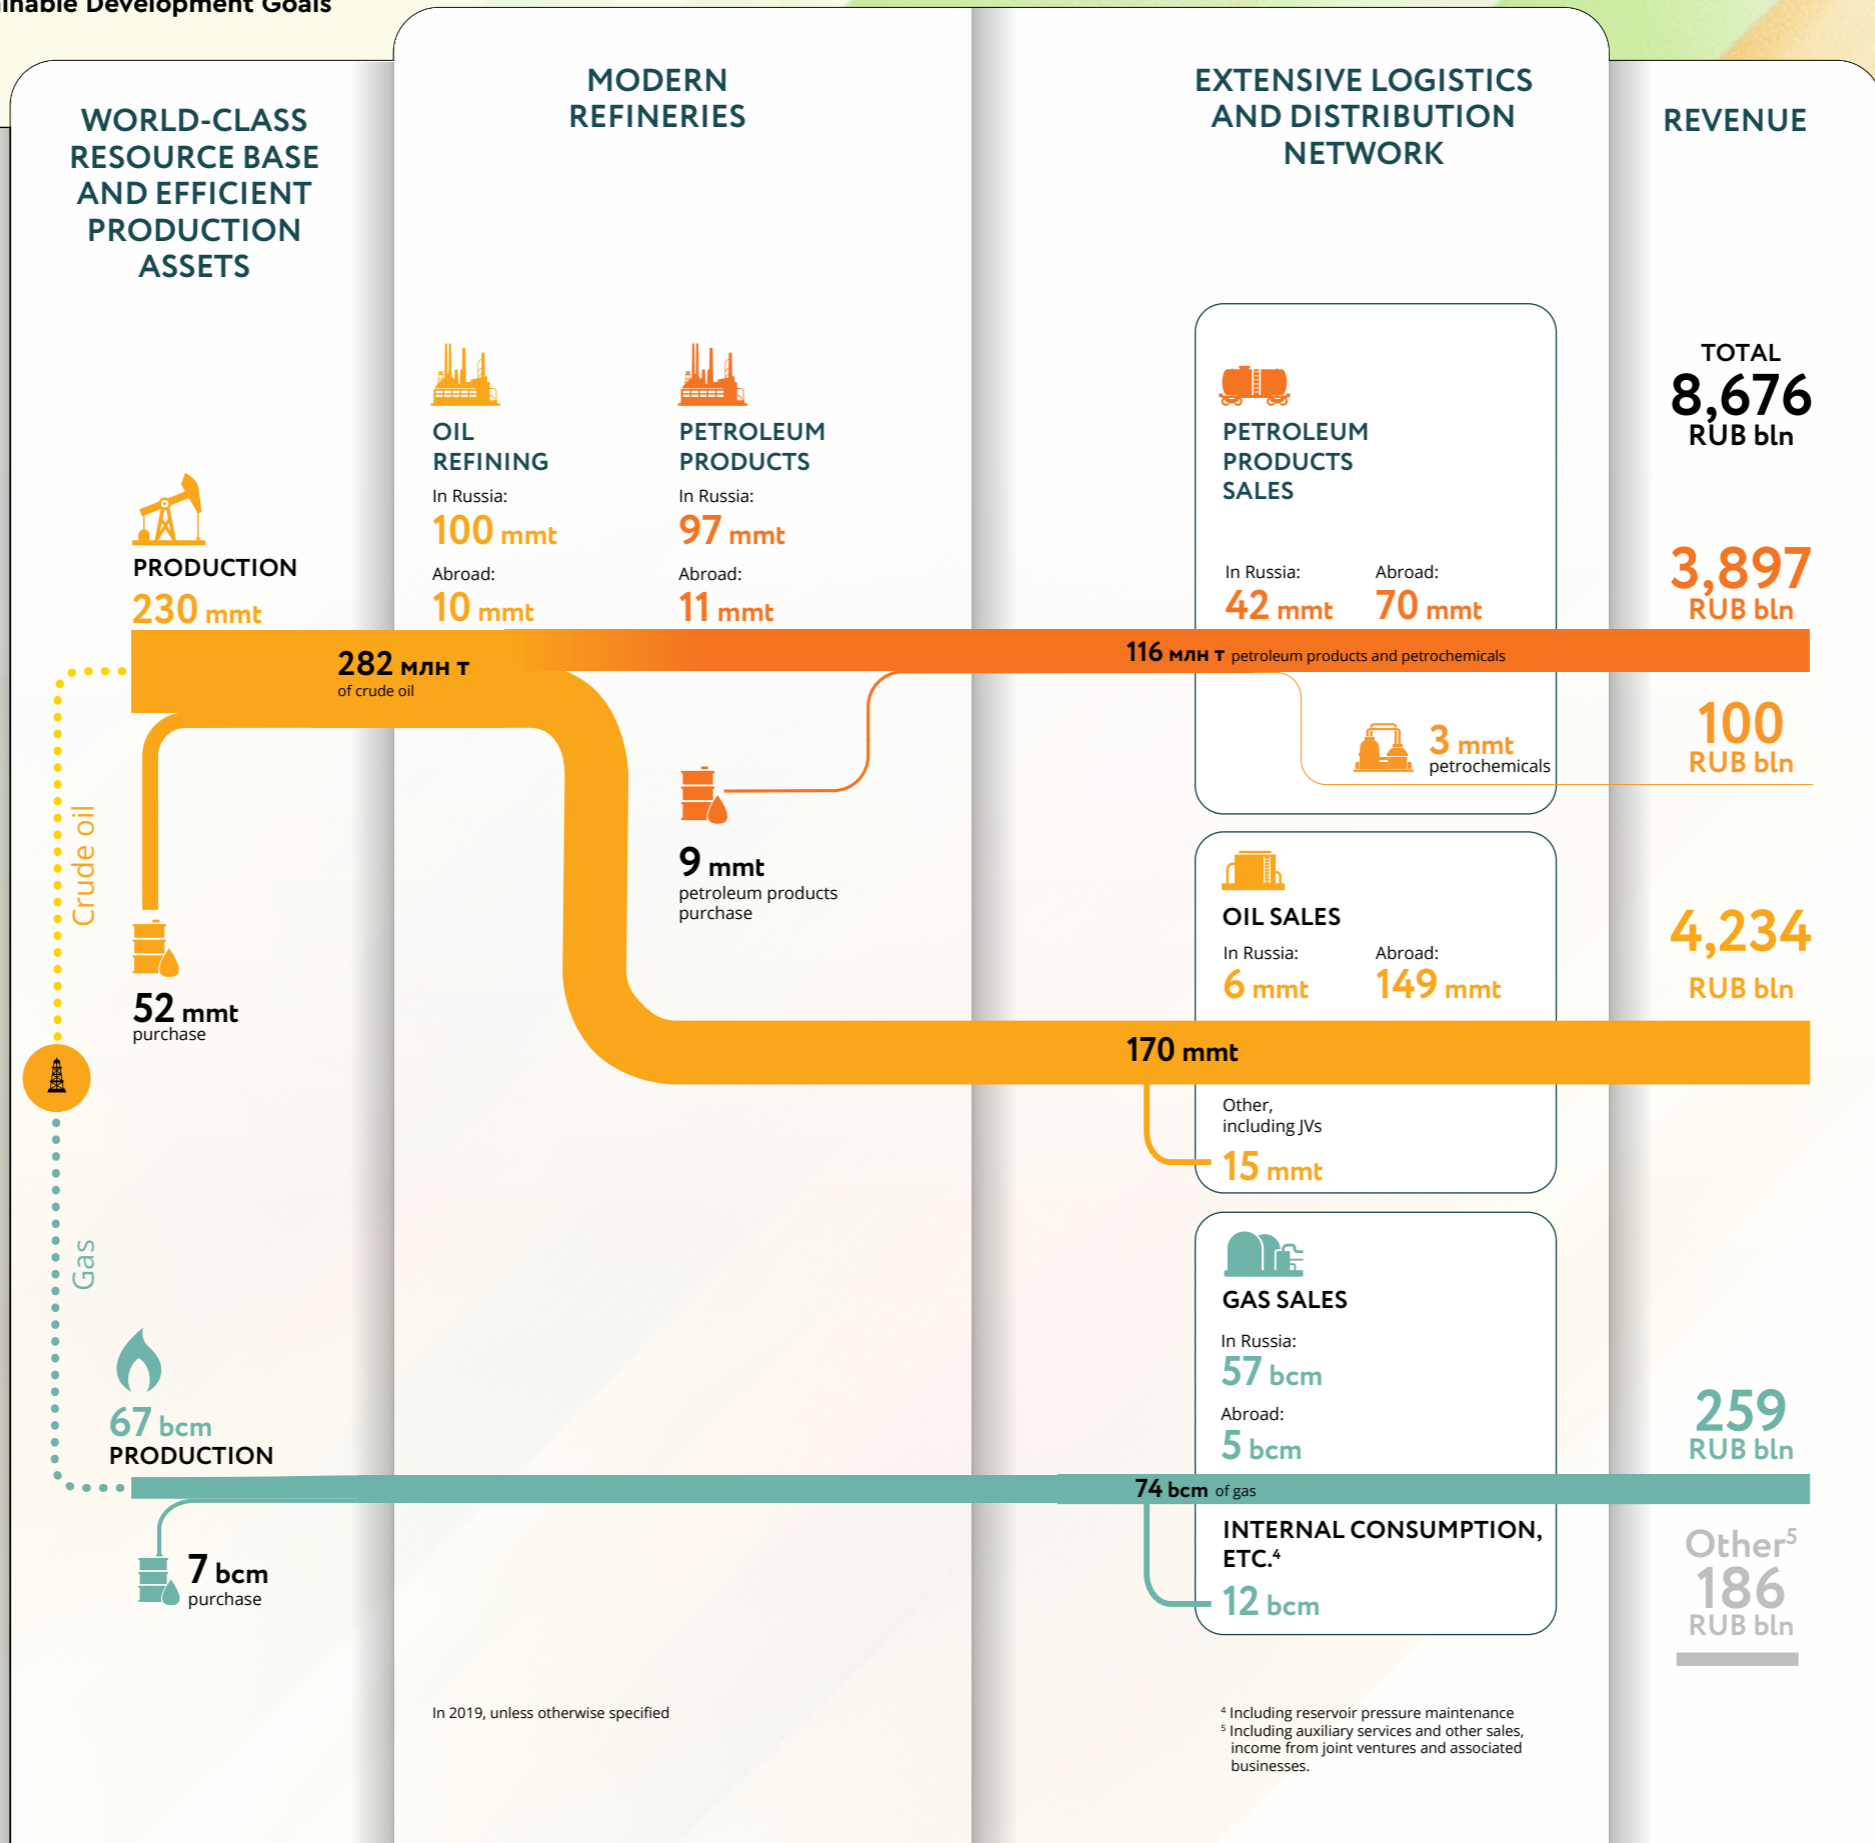 Development Goals
WORLD-CLASS
RESOURCE BASE
AND EFFICIENT
PRODUCTION
ASSETS
MODERN
REFINERIES
EXTENSIVE LOGISTICS
AND DISTRIBUTION
NETWORK
REVENUE
PRODUCTION
230 mmt
282 млн т
of crude oil
Crude oil
52 mmt
purchase
Gas
67 bcm
PRODUCTION
7 bcm
purchase
OIL
REFINING
In Russia:
100 mmt
Abroad:
10 mmt
PETROLEUM
PRODUCTS
In Russia:
97 mmt
Abroad:
11 mmt
9 mmt
petroleum products
purchase
In 2019, unless otherwise specified
PETROLEUM
PRODUCTS
SALES
In Russia:
42 mmt
Abroad:
70 mmt
116 млн т petroleum products and petrochemicals
3 mmt
petrochemicals
OIL SALES
In Russia:
6 mmt
Abroad:
149 mmt
170 mmt
Other,
including JVs
15 mmt
GAS SALES
In Russia:
57 bcm
Abroad:
5 bcm
74 bcm of gas
INTERNAL CONSUMPTION,
ETC.⁴
12 bcm
⁴ Including reservoir pressure maintenance
⁵ Including auxiliary services and other sales,
income from joint ventures and associated
businesses.
TOTAL
8,676
RUB bln
3,897
RUB bln
100
RUB bln
4,234
RUB bln
259
RUB bln
Other⁵
186
RUB bln